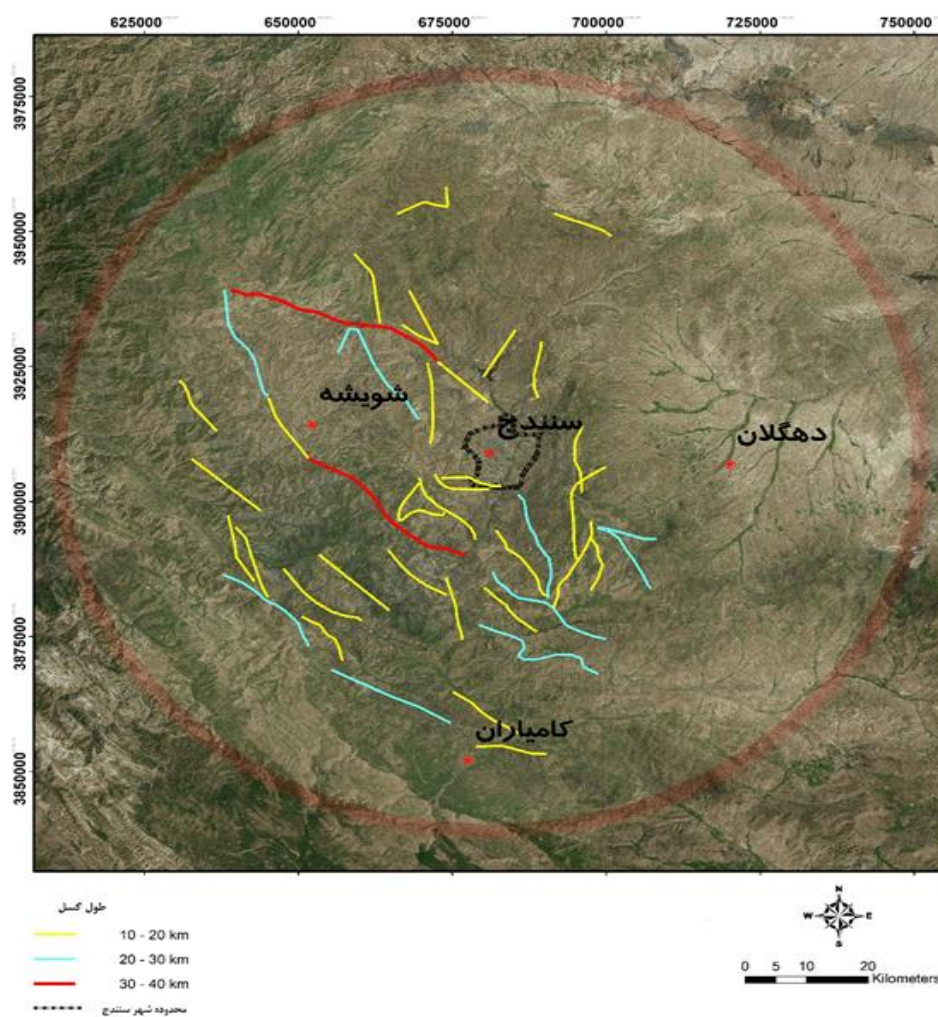 625000 650000 675000 700000 725000 750000
3975000
3950000
3925000
3900000
3875000
3850000
شویشه
سنندج
دهگلان
کامیاران
طول گسل
10 - 20 km
20 - 30 km
30 - 40 km
محدوده شهر سنندج
N
W E
S
0 5 10 20
Kilometers